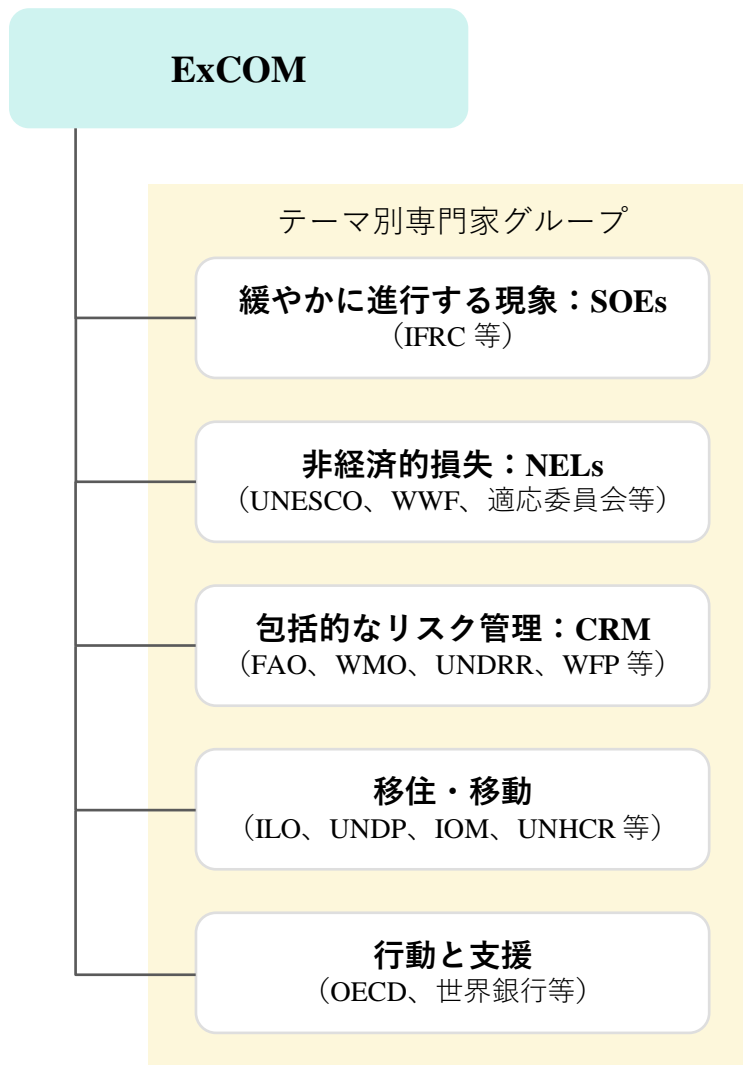 ExCOM
テーマ別専門家グループ
緩やかに進行する現象：SOEs
（IFRC 等）
非経済的損失：NELs
（UNESCO、WWF、適応委員会等）
包括的なリスク管理：CRM
（FAO、WMO、UNDRR、WFP 等）
移住・移動
（ILO、UNDP、IOM、UNHCR 等）
行動と支援
（OECD、世界銀行等）